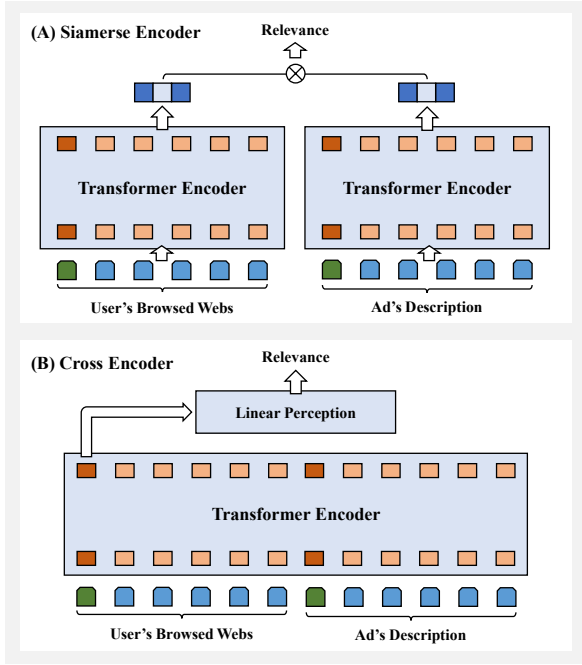 (A) Siamerse Encoder
Relevance
Transformer Encoder
Transformer Encoder
User's Browsed Webs
Ad's Description
(B) Cross Encoder
Relevance
Linear Perception
Transformer Encoder
User's Browsed Webs
Ad's Description